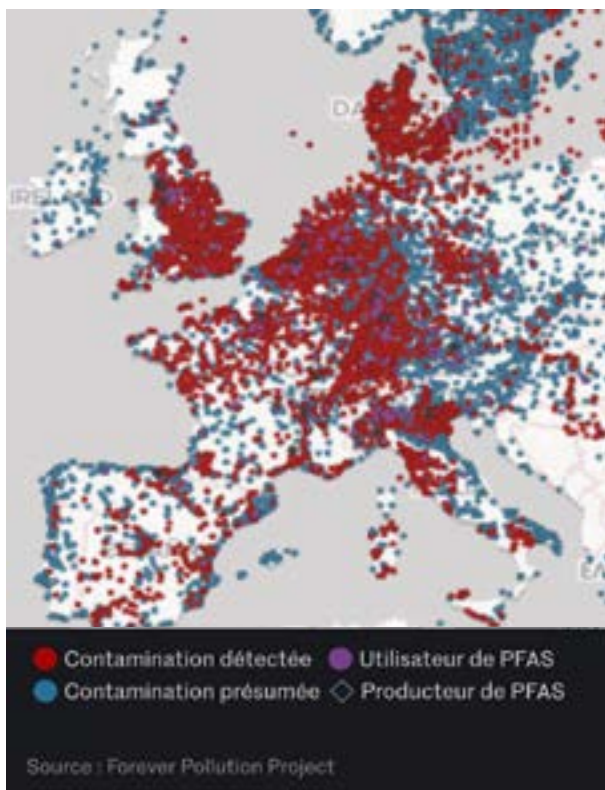 IRELAND
Contamination détectée
Utilisateur de PFAS
Contamination présumée
Producteur de PFAS
Source : Forever Pollution Project